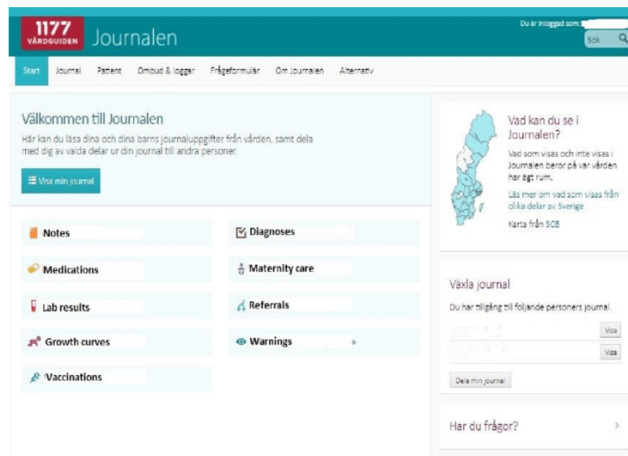 1177
VÅRDGUIDEN
Journalen
Du är inloggad som:
Sök
Start Journal Patient Ombud & loggar Frågeformulär Om Journalen Alternativ
Välkommen till Journalen
Här kan du läsa dina och dina barns journaluppgifter från vården, samt dela
med dig av valda delar ur din journal till andra personer.
Visa min journal
Notes
Diagnoses
Medications
Maternity care
Lab results
Referrals
Growth curves
Warnings »
Vaccinations
Vad kan du se i
Journalen?
Vad som visas och inte visas i
Journalen beror på var vården
har ägt rum.
Läs mer om vad som visas från
olika delar av Sverige
Karta från SCB
Växla journal
Du har tillgång till följande personers journal.
Visa
Visa
Dela min journal
Har du frågor?